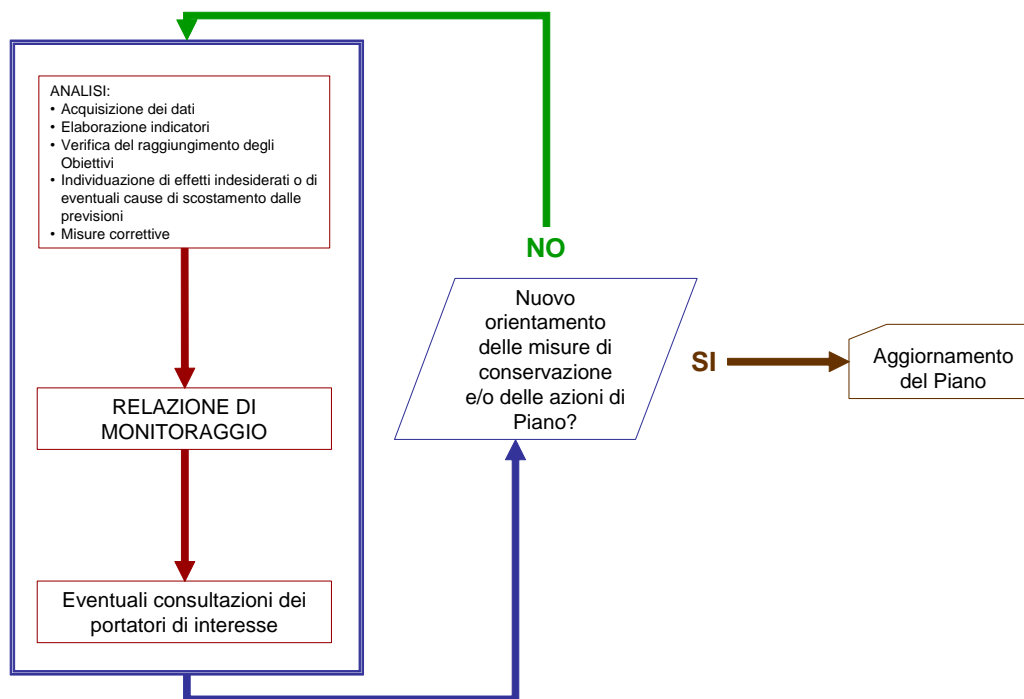 ANALISI:
• Acquisizione dei dati
• Elaborazione indicatori
• Verifica del raggiungimento degli
Obiettivi
• Individuazione di effetti indesiderati o di
eventuali cause di scostamento dalle
previsioni
• Misure correttive
RELAZIONE DI
MONITORAGGIO
Eventuali consultazioni dei
portatori di interesse
NO
Nuovo
orientamento
delle misure di
conservazione
e/o delle azioni di
Piano?
SI
Aggiornamento
del Piano